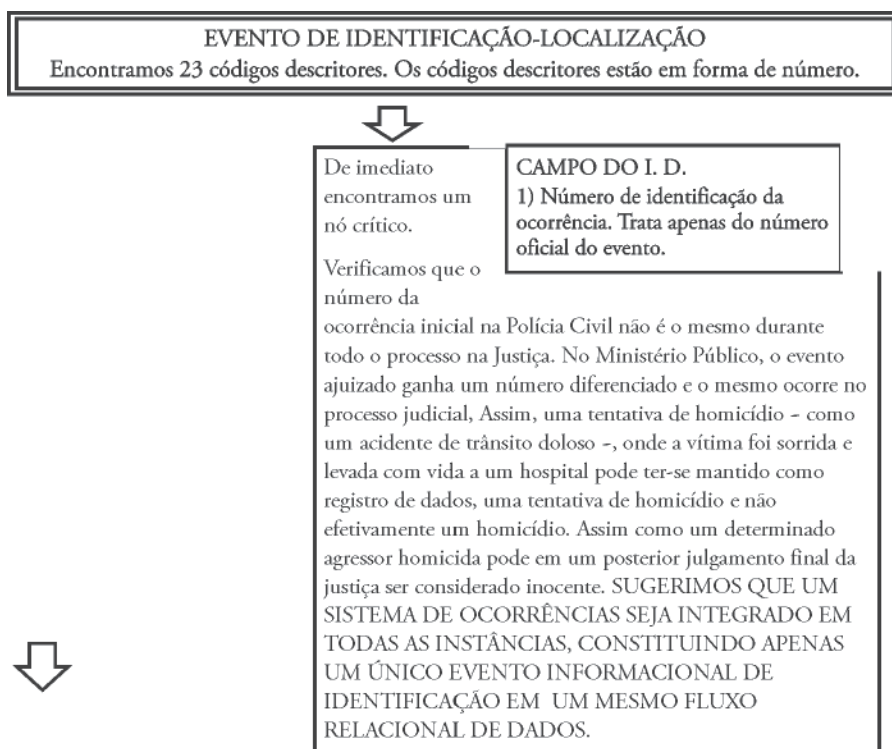 EVENTO DE IDENTIFICAÇÃO-LOCALIZAÇÃO
Encontramos 23 códigos descritores. Os códigos descritores estão em forma de número.
CAMPO DO I. D.
1) Número de identificação da
ocorrência. Trata apenas do número
oficial do evento.
De imediato
encontramos um
nó crítico.
Verificamos que o
número da
ocorrência inicial na Polícia Civil não é o mesmo durante
todo o processo na Justiça. No Ministério Público, o evento
ajuizado ganha um número diferenciado e o mesmo ocorre no
processo judicial, Assim, uma tentativa de homicídio – como
um acidente de trânsito doloso –, onde a vítima foi sorrida e
levada com vida a um hospital pode ter-se mantido como
registro de dados, uma tentativa de homicídio e não
efetivamente um homicídio. Assim como um determinado
agressor homicida pode em um posterior julgamento final da
justiça ser considerado inocente. SUGERIMOS QUE UM
SISTEMA DE OCORRÊNCIAS SEJA INTEGRADO EM
TODAS AS INSTÂNCIAS, CONSTITUINDO APENAS
UM ÚNICO EVENTO INFORMACIONAL DE
IDENTIFICAÇÃO EM UM MESMO FLUXO
RELACIONAL DE DADOS.